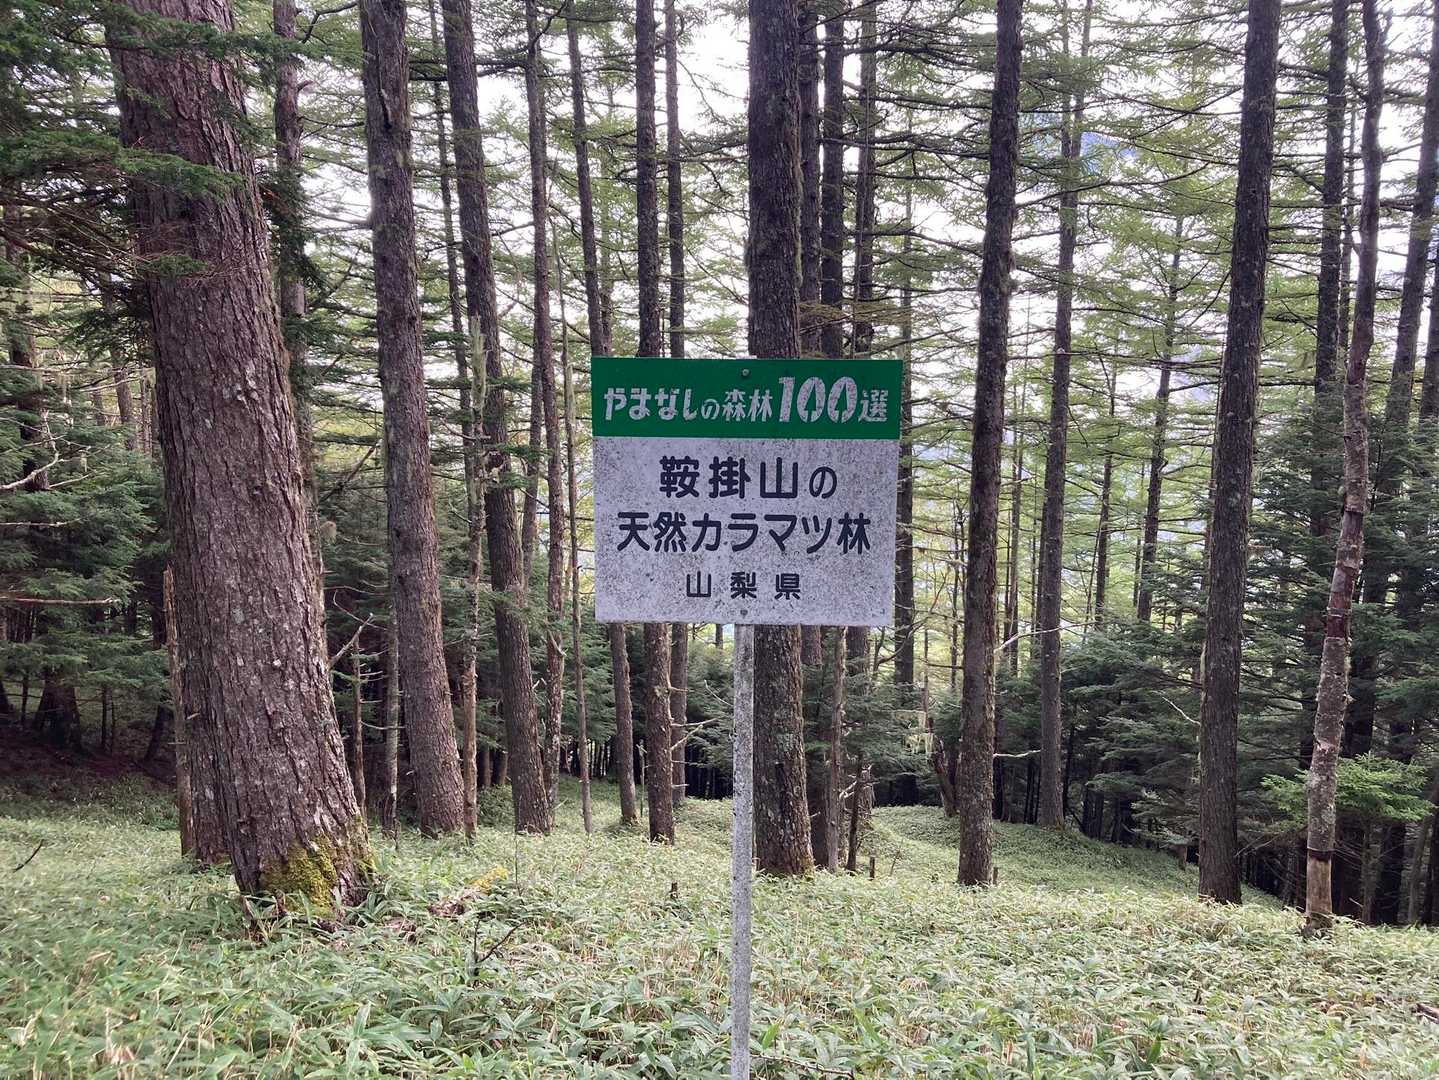 やまなしの森林100選
鞍掛山の
天然カラマツ林
山梨県